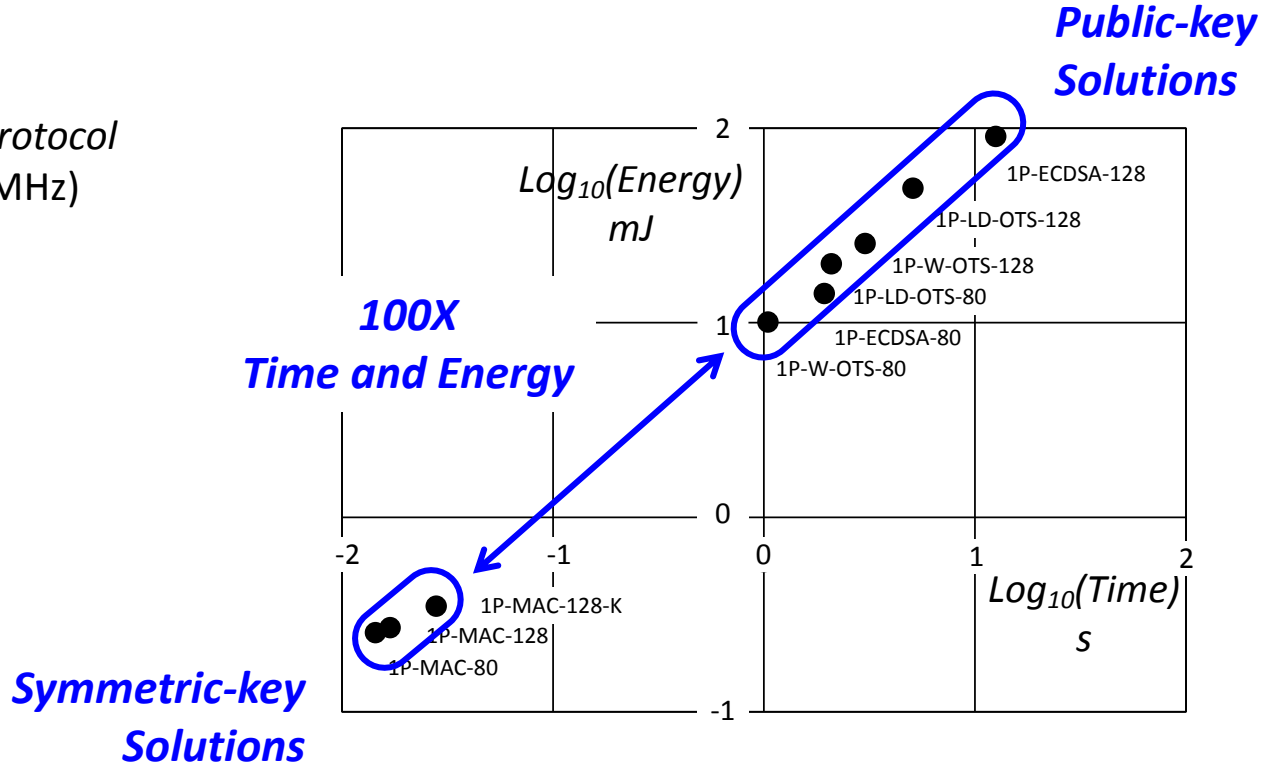 Public-key
Solutions
rotocol
MHz)
2
Log10(Energy)
mJ
1P-ECDSA-128
1P-LD-OTS-128
1P-W-OTS-128
1P-LD-OTS-80
100X
Time and Energy
1
1P-ECDSA-80
1P-W-OTS-80
0
-2
-1
0
1
2
Log10(Time)
s
1P-MAC-128-K
1P-MAC-128
1P-MAC-80
Symmetric-key
Solutions
-1